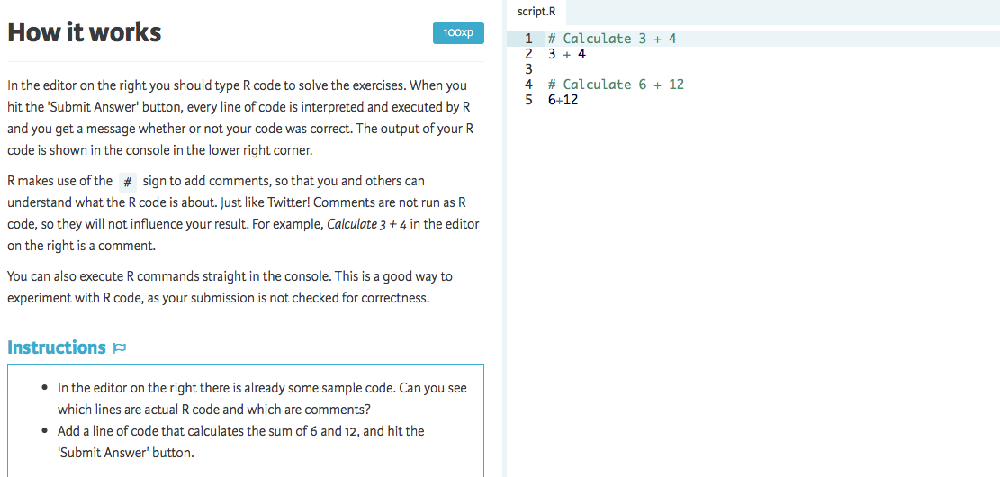 How it works
100xp
In the editor on the right you should type R code to solve the exercises. When you
hit the 'Submit Answer' button, every line of code is interpreted and executed by R
and you get a message whether or not your code was correct. The output of your R
code is shown in the console in the lower right corner.
R makes use of the # sign to add comments, so that you and others can
understand what the R code is about. Just like Twitter! Comments are not run as R
code, so they will not influence your result. For example, Calculate 3 + 4 in the editor
on the right is a comment.
You can also execute R commands straight in the console. This is a good way to
experiment with R code, as your submission is not checked for correctness.
Instructions
• In the editor on the right there is already some sample code. Can you see
which lines are actual R code and which are comments?
• Add a line of code that calculates the sum of 6 and 12, and hit the
'Submit Answer' button.
script.R
1 # Calculate 3 + 4
2 3 + 4
3
4 # Calculate 6 + 12
5 6+12